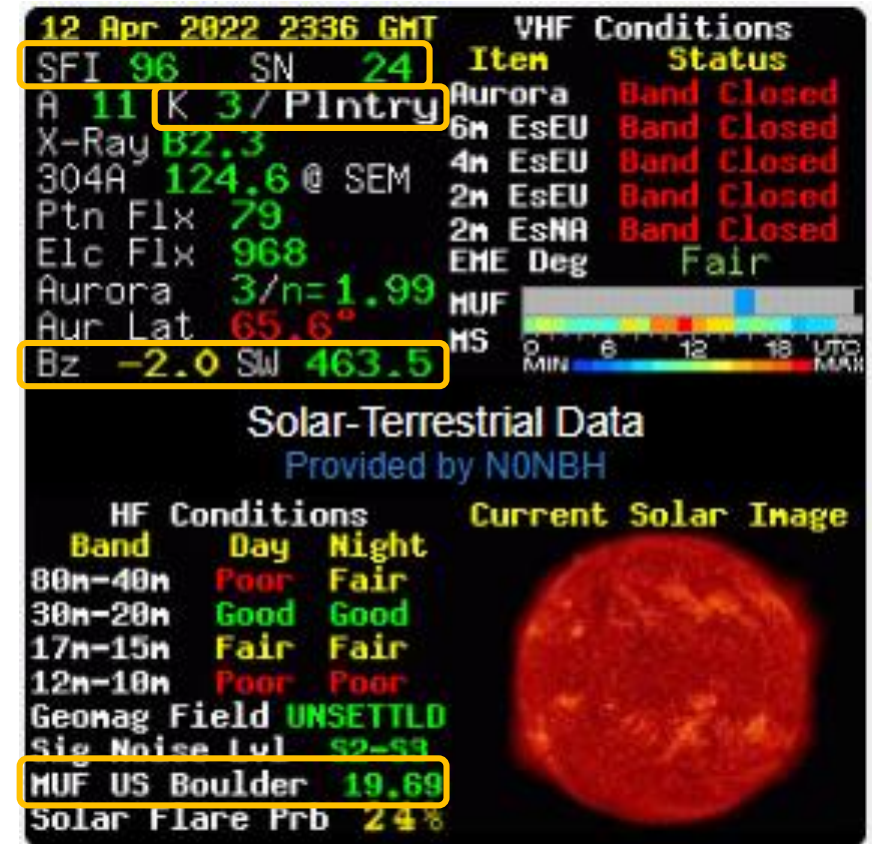 12 Apr 2022 2336 GMT
SFI 96 SN 24
A 11 K 3/Plntry
X-Ray B2.3
304A 124.6 @ SEM
Ptn Flx 79
Elc Flx 968
Aurora 3/n=1.99
Aur Lat 65.6°
Bz -2.0 SW 463.5
VHF Conditions
Item Status
Aurora Band Closed
6m EsEU Band Closed
4m EsEU Band Closed
2m EsEU Band Closed
2m EsNA Band Closed
EME Deg Fair
MUF
MS
0 6 12 18 UTC
MIN MAX
Solar-Terrestrial Data
Provided by N0NBH
HF Conditions
Band Day Night
80m-40m Poor Fair
30m-20m Good Good
17m-15m Fair Fair
12m-10m Poor Poor
Geomag Field UNSETTLD
Sig Noise Lvl S2-S3
MUF US Boulder 19.69
Solar Flare Prb 24%
Current Solar Image